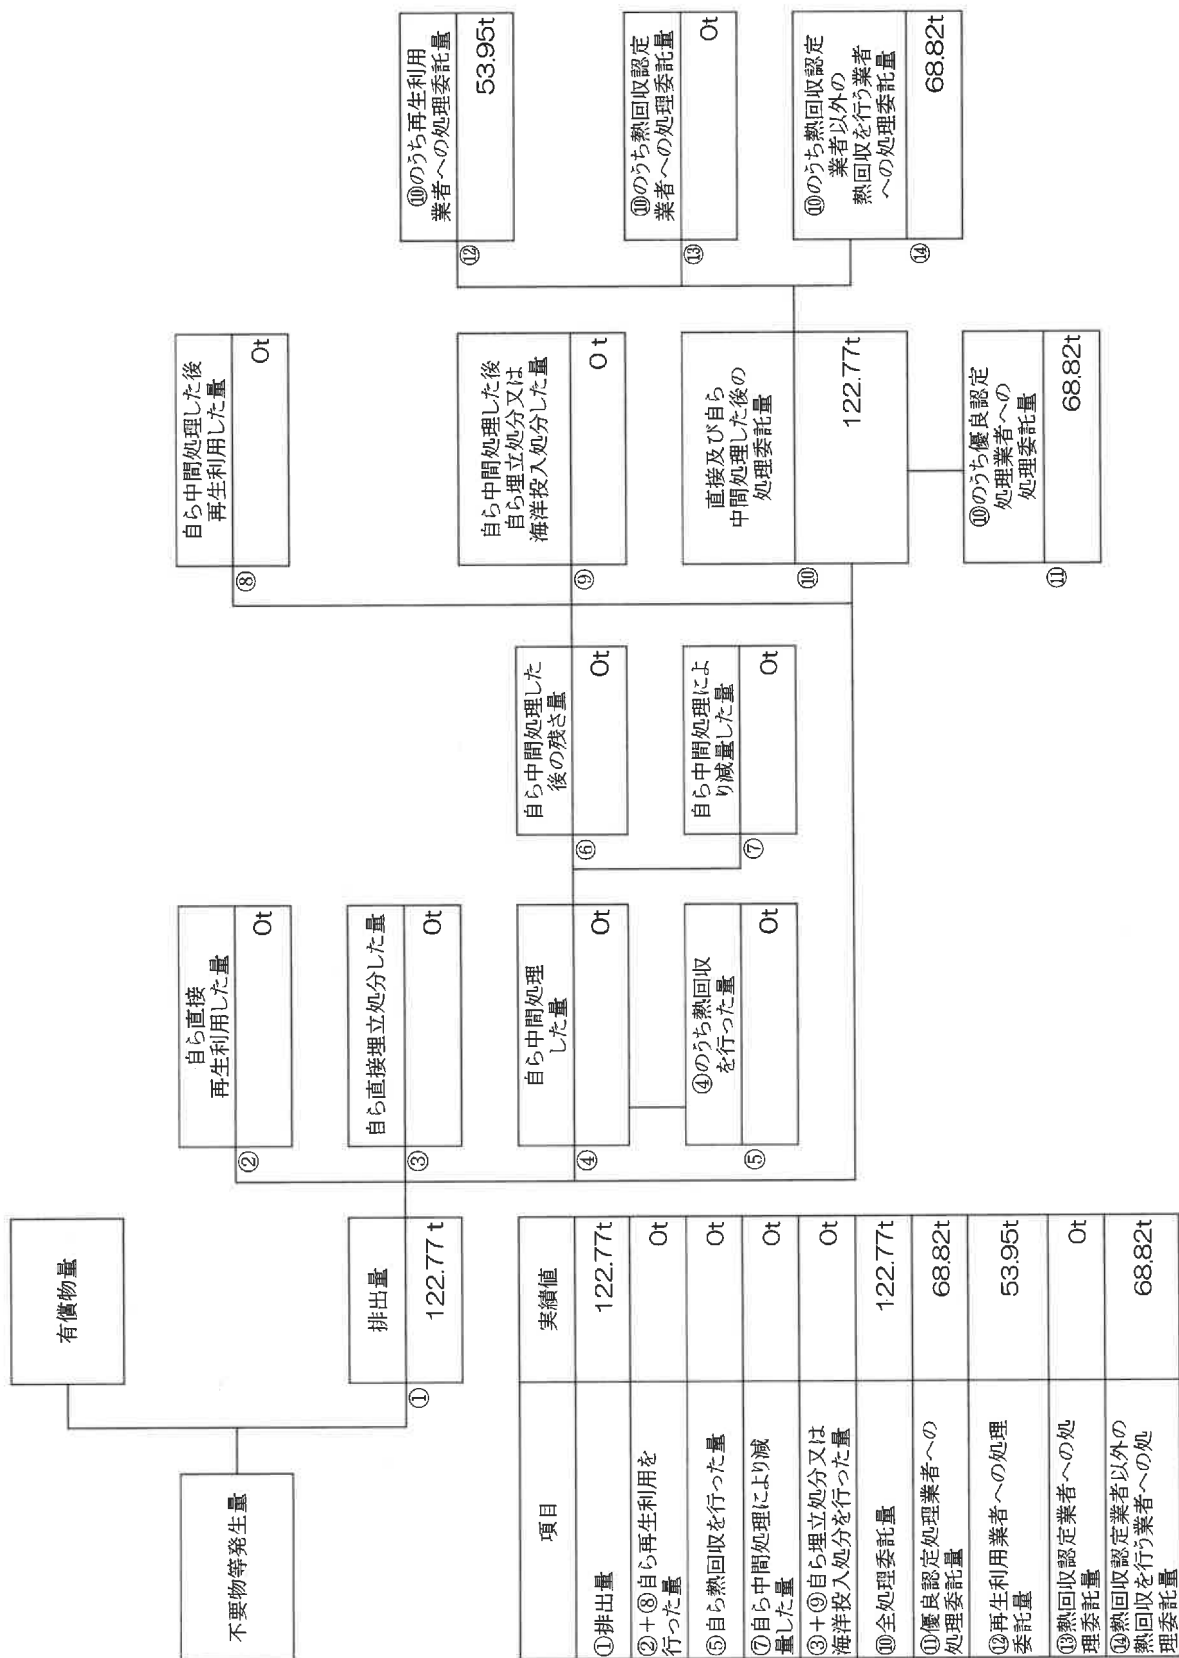 不要物等発生量
有償物量
①
排出量
122.77 t
②
自ら直接
再生利用した量
0t
③
自ら直接埋立処分した量
0t
④
自ら中間処理
した量
0t
⑤
④のうち熱回収
を行った量
0t
⑥
自ら中間処理した
後の残さ量
0t
⑦
自ら中間処理によ
り減量した量
0t
⑧
自ら中間処理した後
再生利用した量
0t
⑨
自ら中間処理した後
自ら埋立処分又は
海洋投入処分した量
0 t
⑩
直接及び自ら
中間処理した後の
処理委託量
122.77t
⑪
⑩のうち優良認定
処理業者への
処理委託量
68.82t
⑫
⑩のうち再生利用
業者への処理委託量
53.95t
⑬
⑩のうち熱回収認定
業者への処理委託量
0t
⑭
⑩のうち熱回収認定
業者以外の
熱回収を行う業者
への処理委託量
68.82t
項目
実績値
①排出量
122.77t
②+⑧自ら再生利用を
行った量
0t
⑤自ら熱回収を行った量
0t
⑦自ら中間処理により減
量した量
0t
③+⑨自ら埋立処分又は
海洋投入処分を行った量
0t
⑩全処理委託量
122.77t
⑪優良認定処理業者への
処理委託量
68.82t
⑫再生利用業者への処理
委託量
53.95t
⑬熱回収認定業者への処
理委託量
0t
⑭熱回収認定業者以外の
熱回収を行う業者への処
理委託量
68.82t